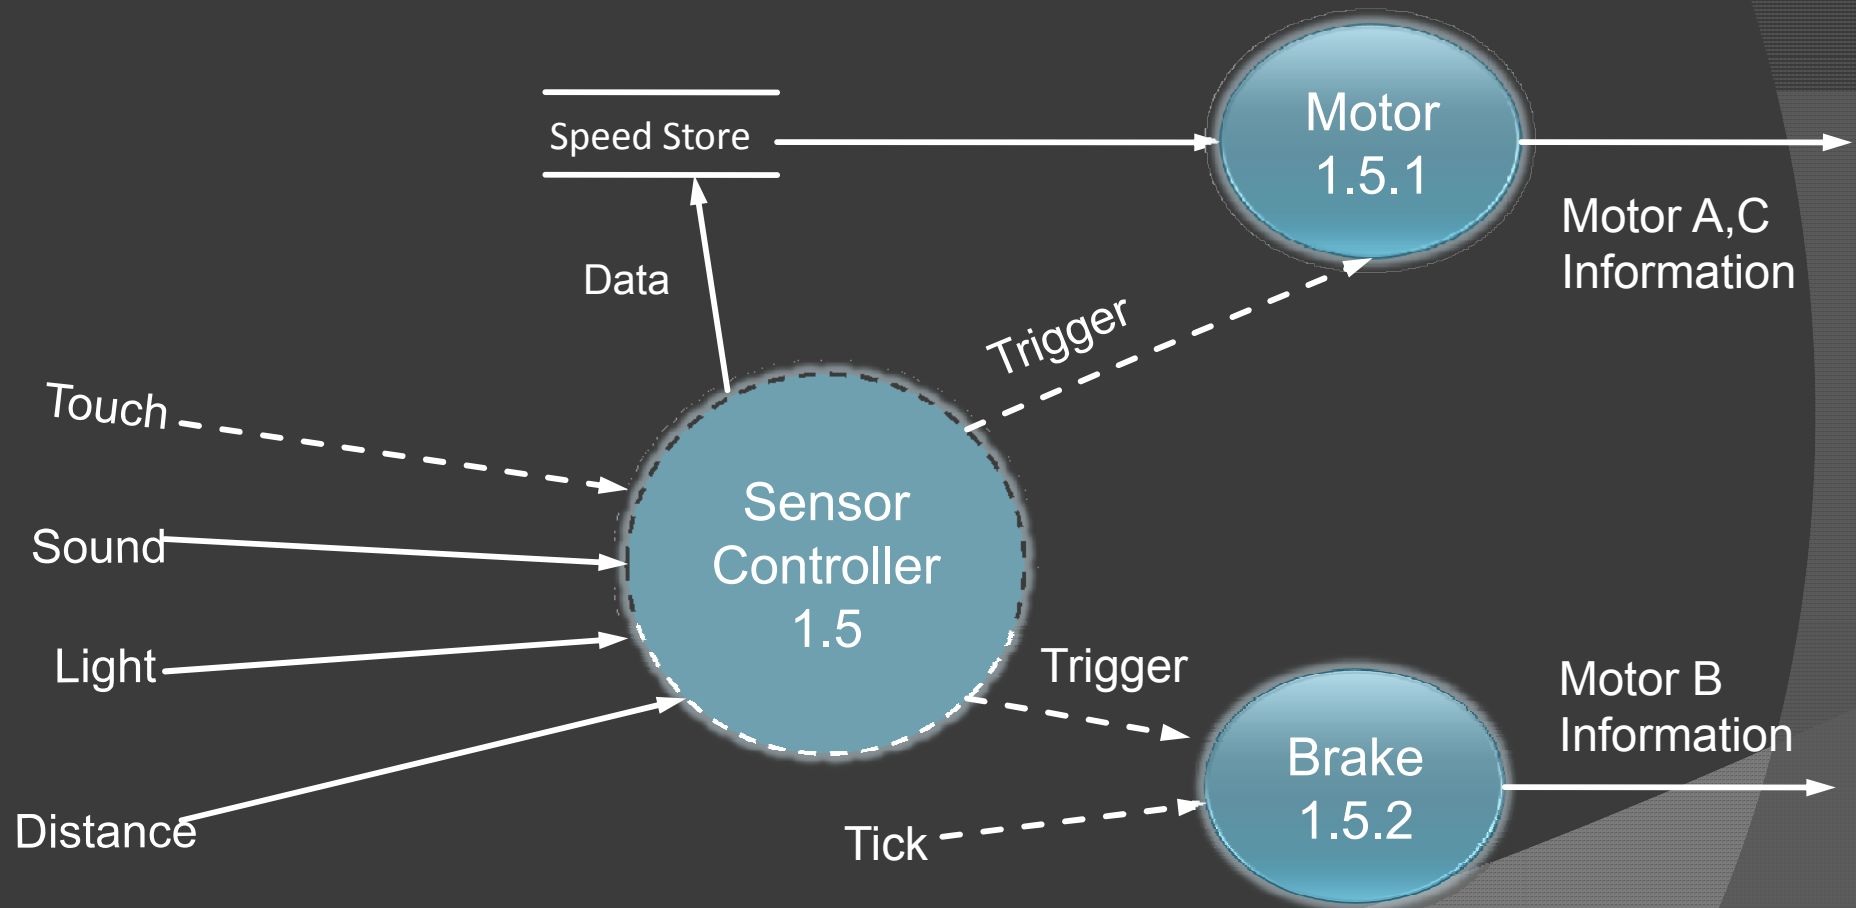 Motor
1.5.1
Speed Store
Motor A,C
Information
Data
Trigger
Touch
Sensor
Controller
1.5
Sound
Light
Trigger
Motor B
Information
Brake
1.5.2
Distance
Tick